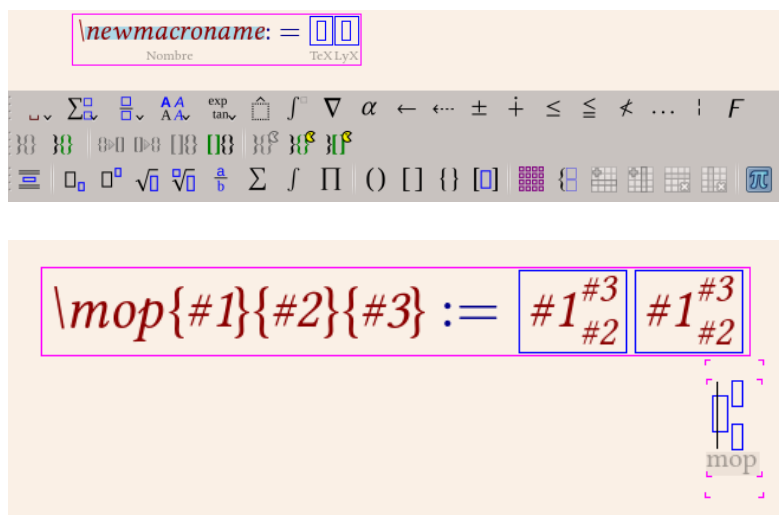 \newmacroname: =
Nombre TeX LyX
Σ A A A A exp tan ∫ ∇ α ← ⇠ ± ∔ ≤ ≦ ≮ … ¦ F
√ √ a/b Σ ∫ Π () [] {} [] π
\mop{#1}{#2}{#3} := #1 #3 #2 #1 #3 #2
mop